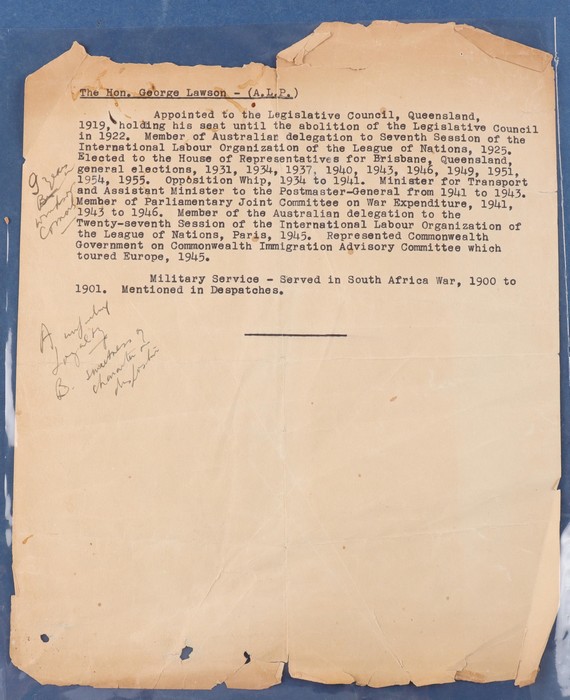 The Hon. George Lawson - (A.L.P.)
Appointed to the Legislative Council, Queensland,
1919, holding his seat until the abolition of the Legislative Council
in 1922. Member of Australian delegation to Seventh Session of the
International Labour Organization of the League of Nations, 1925.
Elected to the House of Representatives for Brisbane, Queensland,
general elections, 1931, 1934, 1937. 1940, 1943, 1946, 1949, 1951,
1954, 1955. Opposition Whip, 1934 to 1941. Minister for Transport
and Assistant Minister to the Postmaster-General from 1941 to 1943.
Member of Parliamentary Joint Committee on War Expenditure, 1941,
1943 to 1946. Member of the Australian delegation to the
Twenty-seventh Session of the International Labour Organization of
the League of Nations, Paris, 1945. Represented Commonwealth
Government on Commonwealth Immigration Advisory Committee which
toured Europe, 1945.
Military Service - Served in South Africa War, 1900 to
1901. Mentioned in Despatches.
9 years
A
loyalty
B. sweetness of
character or